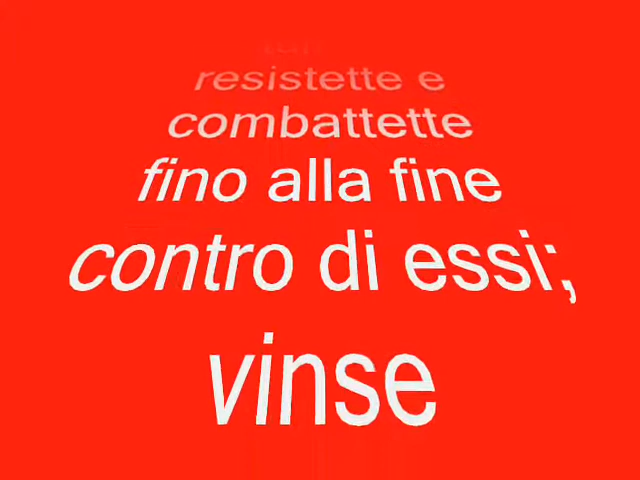 resistette e
combattette
fino alla fine
contro di essi;
vinse